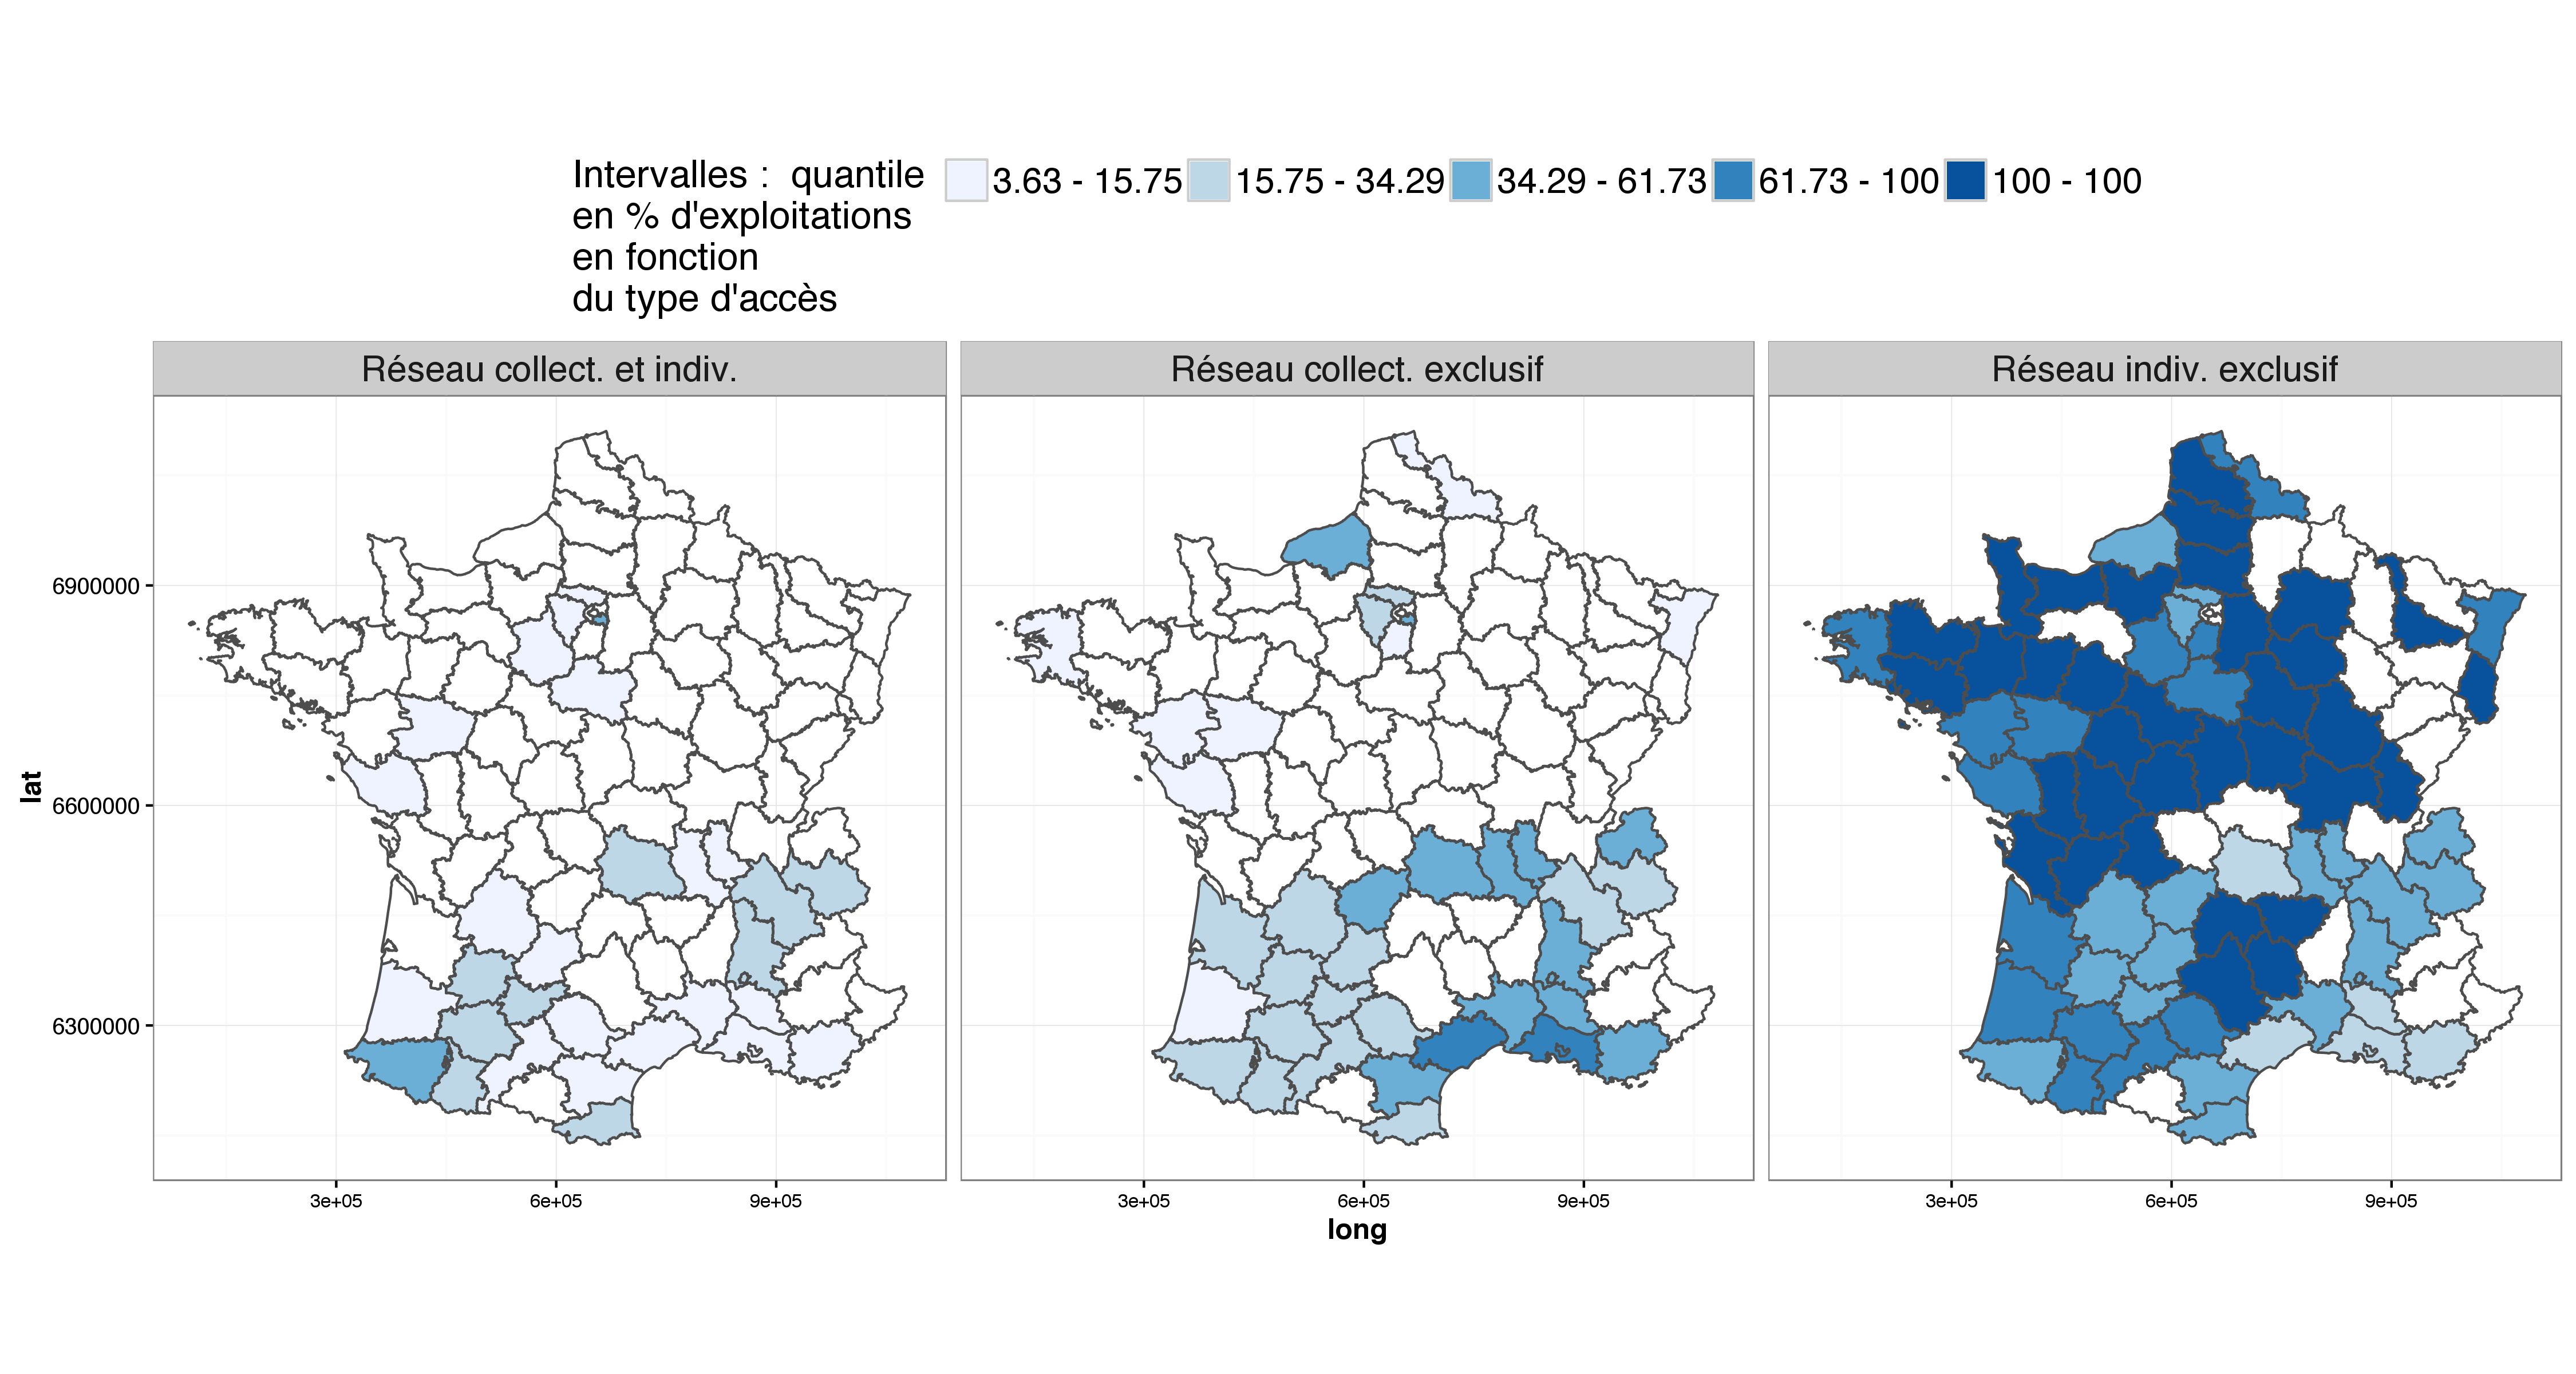 Intervalles :  quantile
en % d'exploitations
en fonction
du type d'accès
3.63 - 15.75 15.75 - 34.29 34.29 - 61.73 61.73 - 100 100 - 100
Réseau collect. et indiv. Réseau collect. exclusif Réseau indiv. exclusif
6900000
6600000
6300000
lat
3e+05 6e+05 9e+05 3e+05 6e+05 9e+05 3e+05 6e+05 9e+05
long